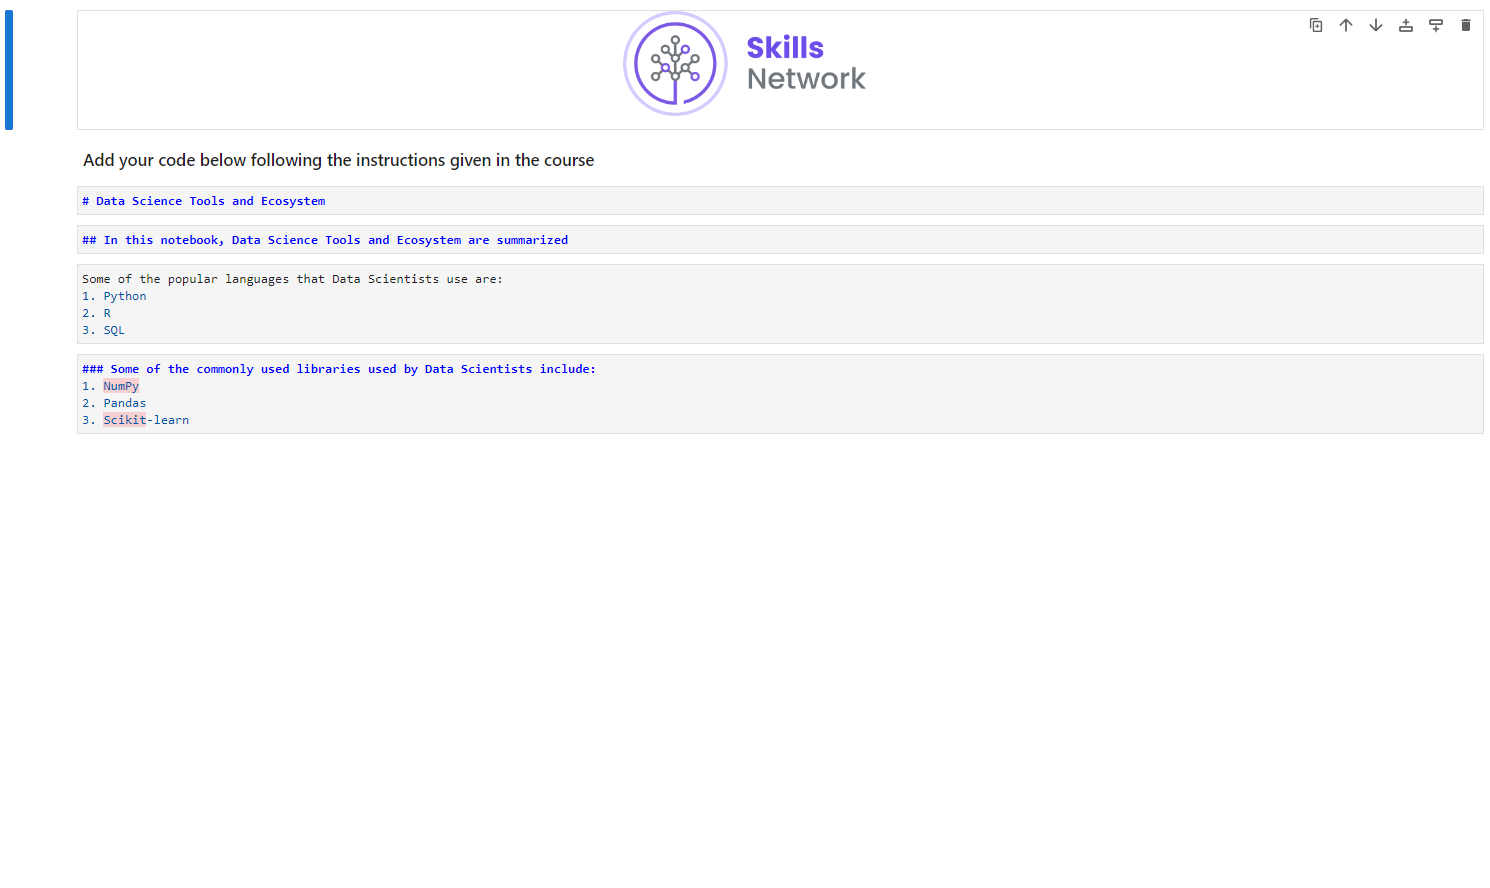 Skills
Network
Add your code below following the instructions given in the course
# Data Science Tools and Ecosystem
## In this notebook, Data Science Tools and Ecosystem are summarized
Some of the popular languages that Data Scientists use are:
1. Python
2. R
3. SQL
### Some of the commonly used libraries used by Data Scientists include:
1. NumPy
2. Pandas
3. Scikit-learn